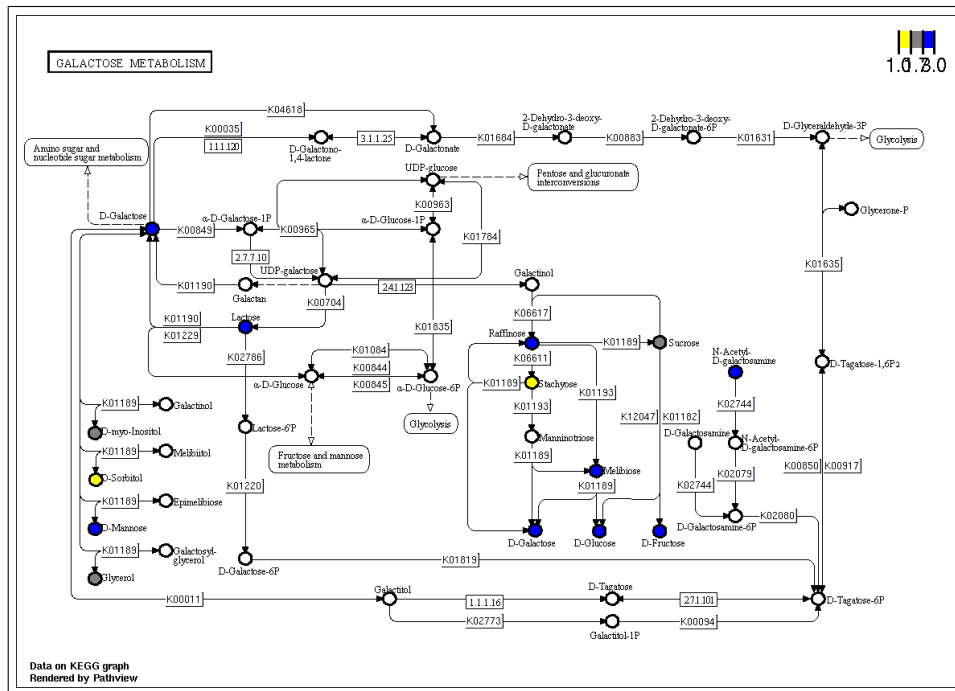 GALACTOSE METABOLISM
K04618
K00035
1.1.1.120
D-Galactono-
1,4-lactone
3.1.1.25
D-Galactonate
K01684
2-Dehydro-3-deoxy-
D-galactonate
K00883
2-Dehydro-3-deoxy-
D-galactonate-6P
K01631
D-Glyceraldehyde-3P
Glycolysis
Amino sugar and
nucleotide sugar metabolism
UDP-glucose
Pentose and glucuronate
interconversions
D-Galactose
K00849
α-D-Galactose-1P
K00965
K00963
α-D-Glucose-1P
K01784
Glycerone-P
2.7.7.10
UDP-galactose
K01635
K01190
Galactan
2.4.1.123
Galactinol
K00704
K01190
K01229
Lactose
K01835
K06617
Raffinose
K01189
Sucrose
K02786
K01084
K00844
K00845
α-D-Glucose
α-D-Glucose-6P
K06611
K01189
Stachyose
K01193
K01193
N-Acetyl-
D-galactosamine
D-Tagatose-1,6P2
K02744
K01189
Galactinol
D-myo-Inositol
Lactose-6'P
Glycolysis
Fructose and mannose
metabolism
K12047
K01182
Manninotriose
K01189
D-Galactosamine
N-Acetyl-
D-galactosamine-6P
K01189
Melibiitol
D-Sorbitol
Melibiose
K01189
K00850
K00917
K02744
K02079
K01220
K01189
Epimelibiose
D-Mannose
D-Galactosamine-6P
K02080
D-Galactose
D-Glucose
D-Fructose
K01189
Galactosyl-
glycerol
Glycerol
D-Galactose-6P
K01819
K00011
Galactitol
1.1.1.16
D-Tagatose
2.7.1.101
D-Tagatose-6P
K02773
Galactitol-1P
K00094
Data on KEGG graph
Rendered by Pathview